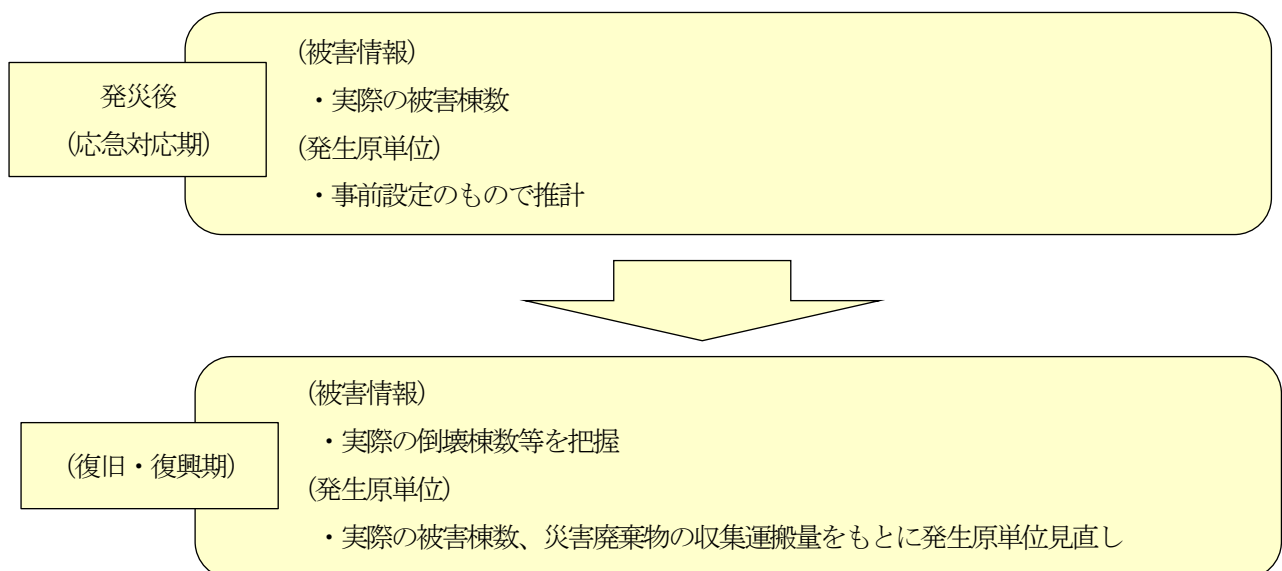 発災後
(応急対応期)
(被害情報)
・実際の被害棟数
(発生原単位)
・事前設定のもので推計
(復旧・復興期)
(被害情報)
・実際の倒壊棟数等を把握
(発生原単位)
・実際の被害棟数、災害廃棄物の収集運搬量をもとに発生原単位見直し